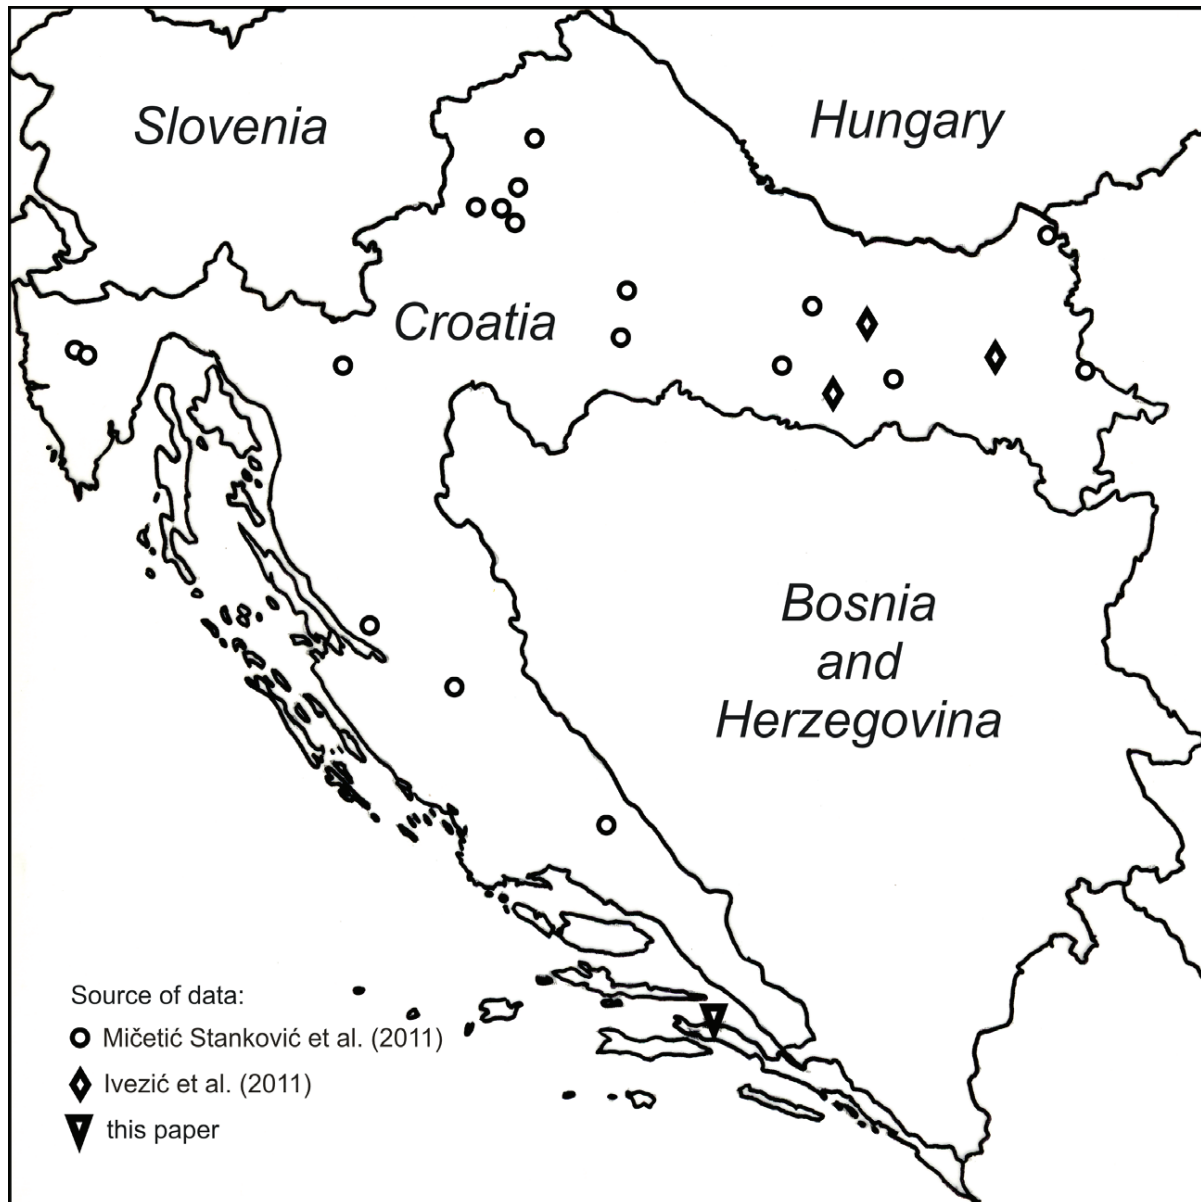 Slovenia
Hungary
Croatia
Bosnia
and
Herzegovina
Source of data:
Mičetić Stanković et al. (2011)
Ivezić et al. (2011)
this paper